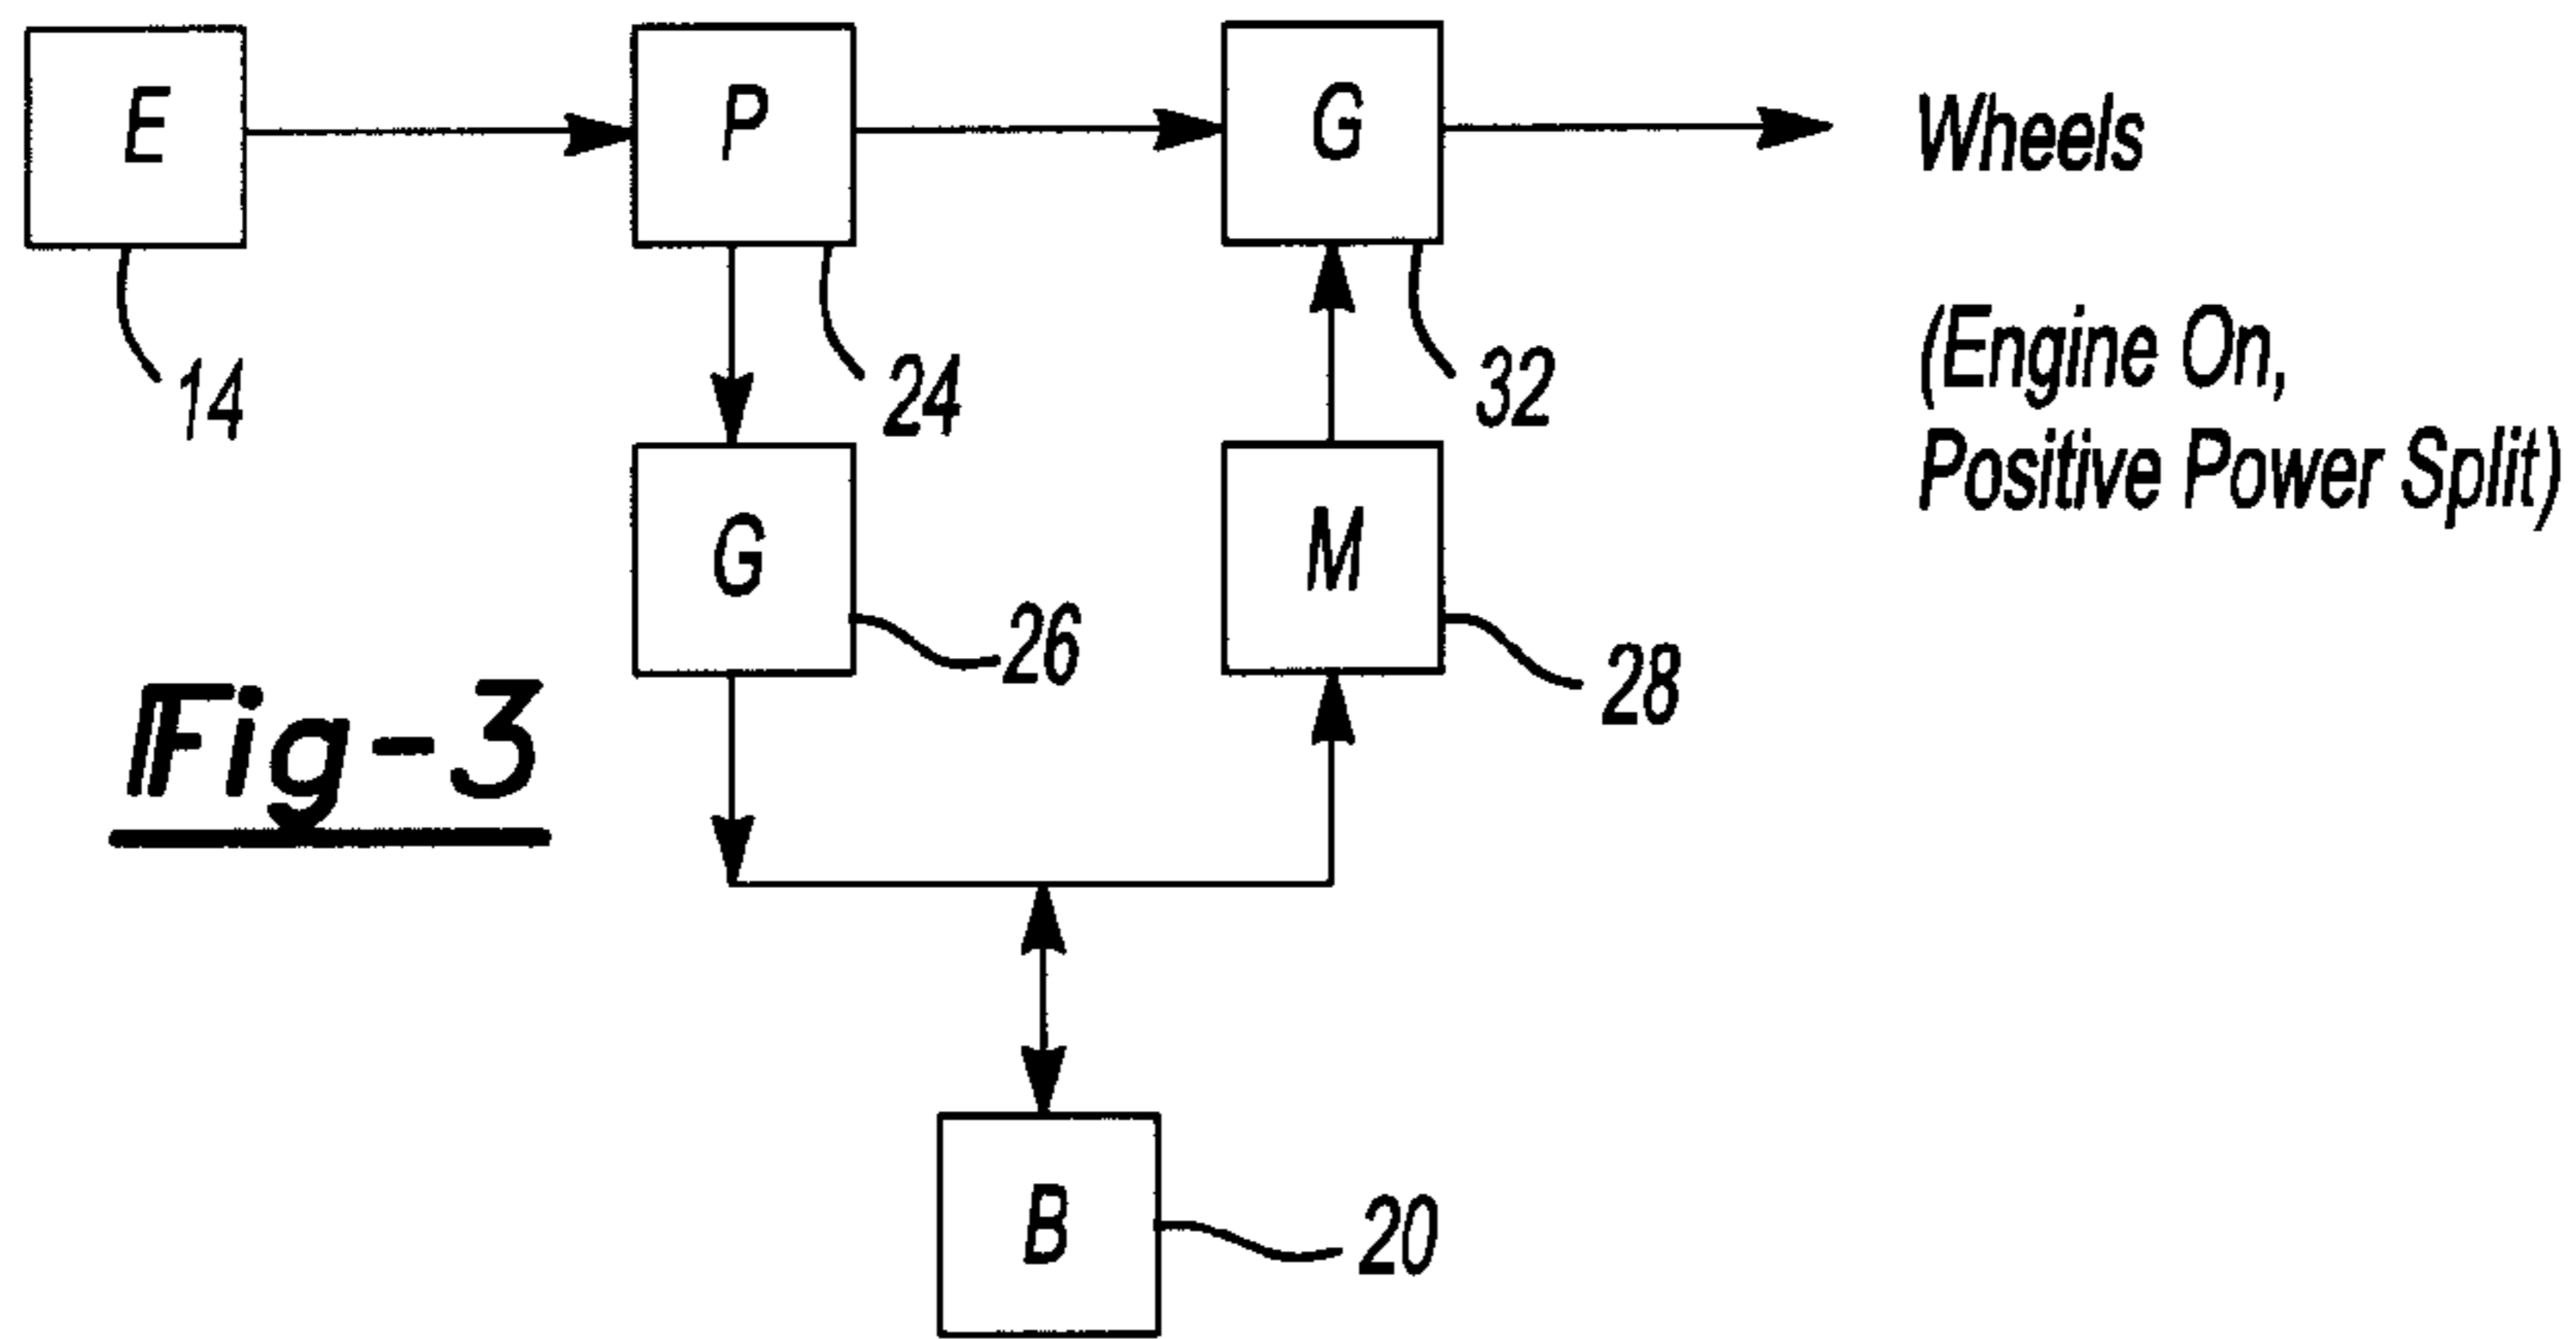 E
P
G
Wheels
14
24
32
(Engine On,
Positive Power Split)
G
M
26
28
Fig-3
B
20